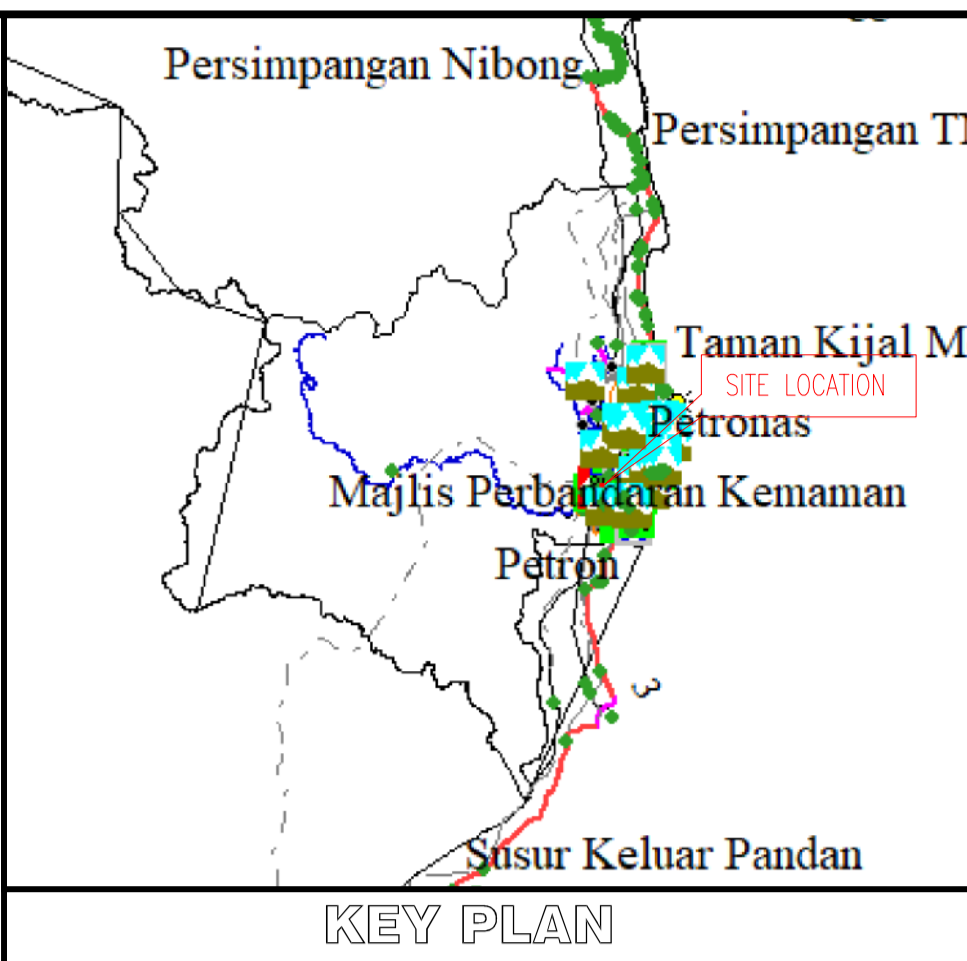 Persimpangan Nibong
Persimpangan
Taman Kijal M
SITE LOCATION
Petronas
Majlis Perbandaran Kemaman
Petron
3
Susur Keluar Pandan
KEY PLAN